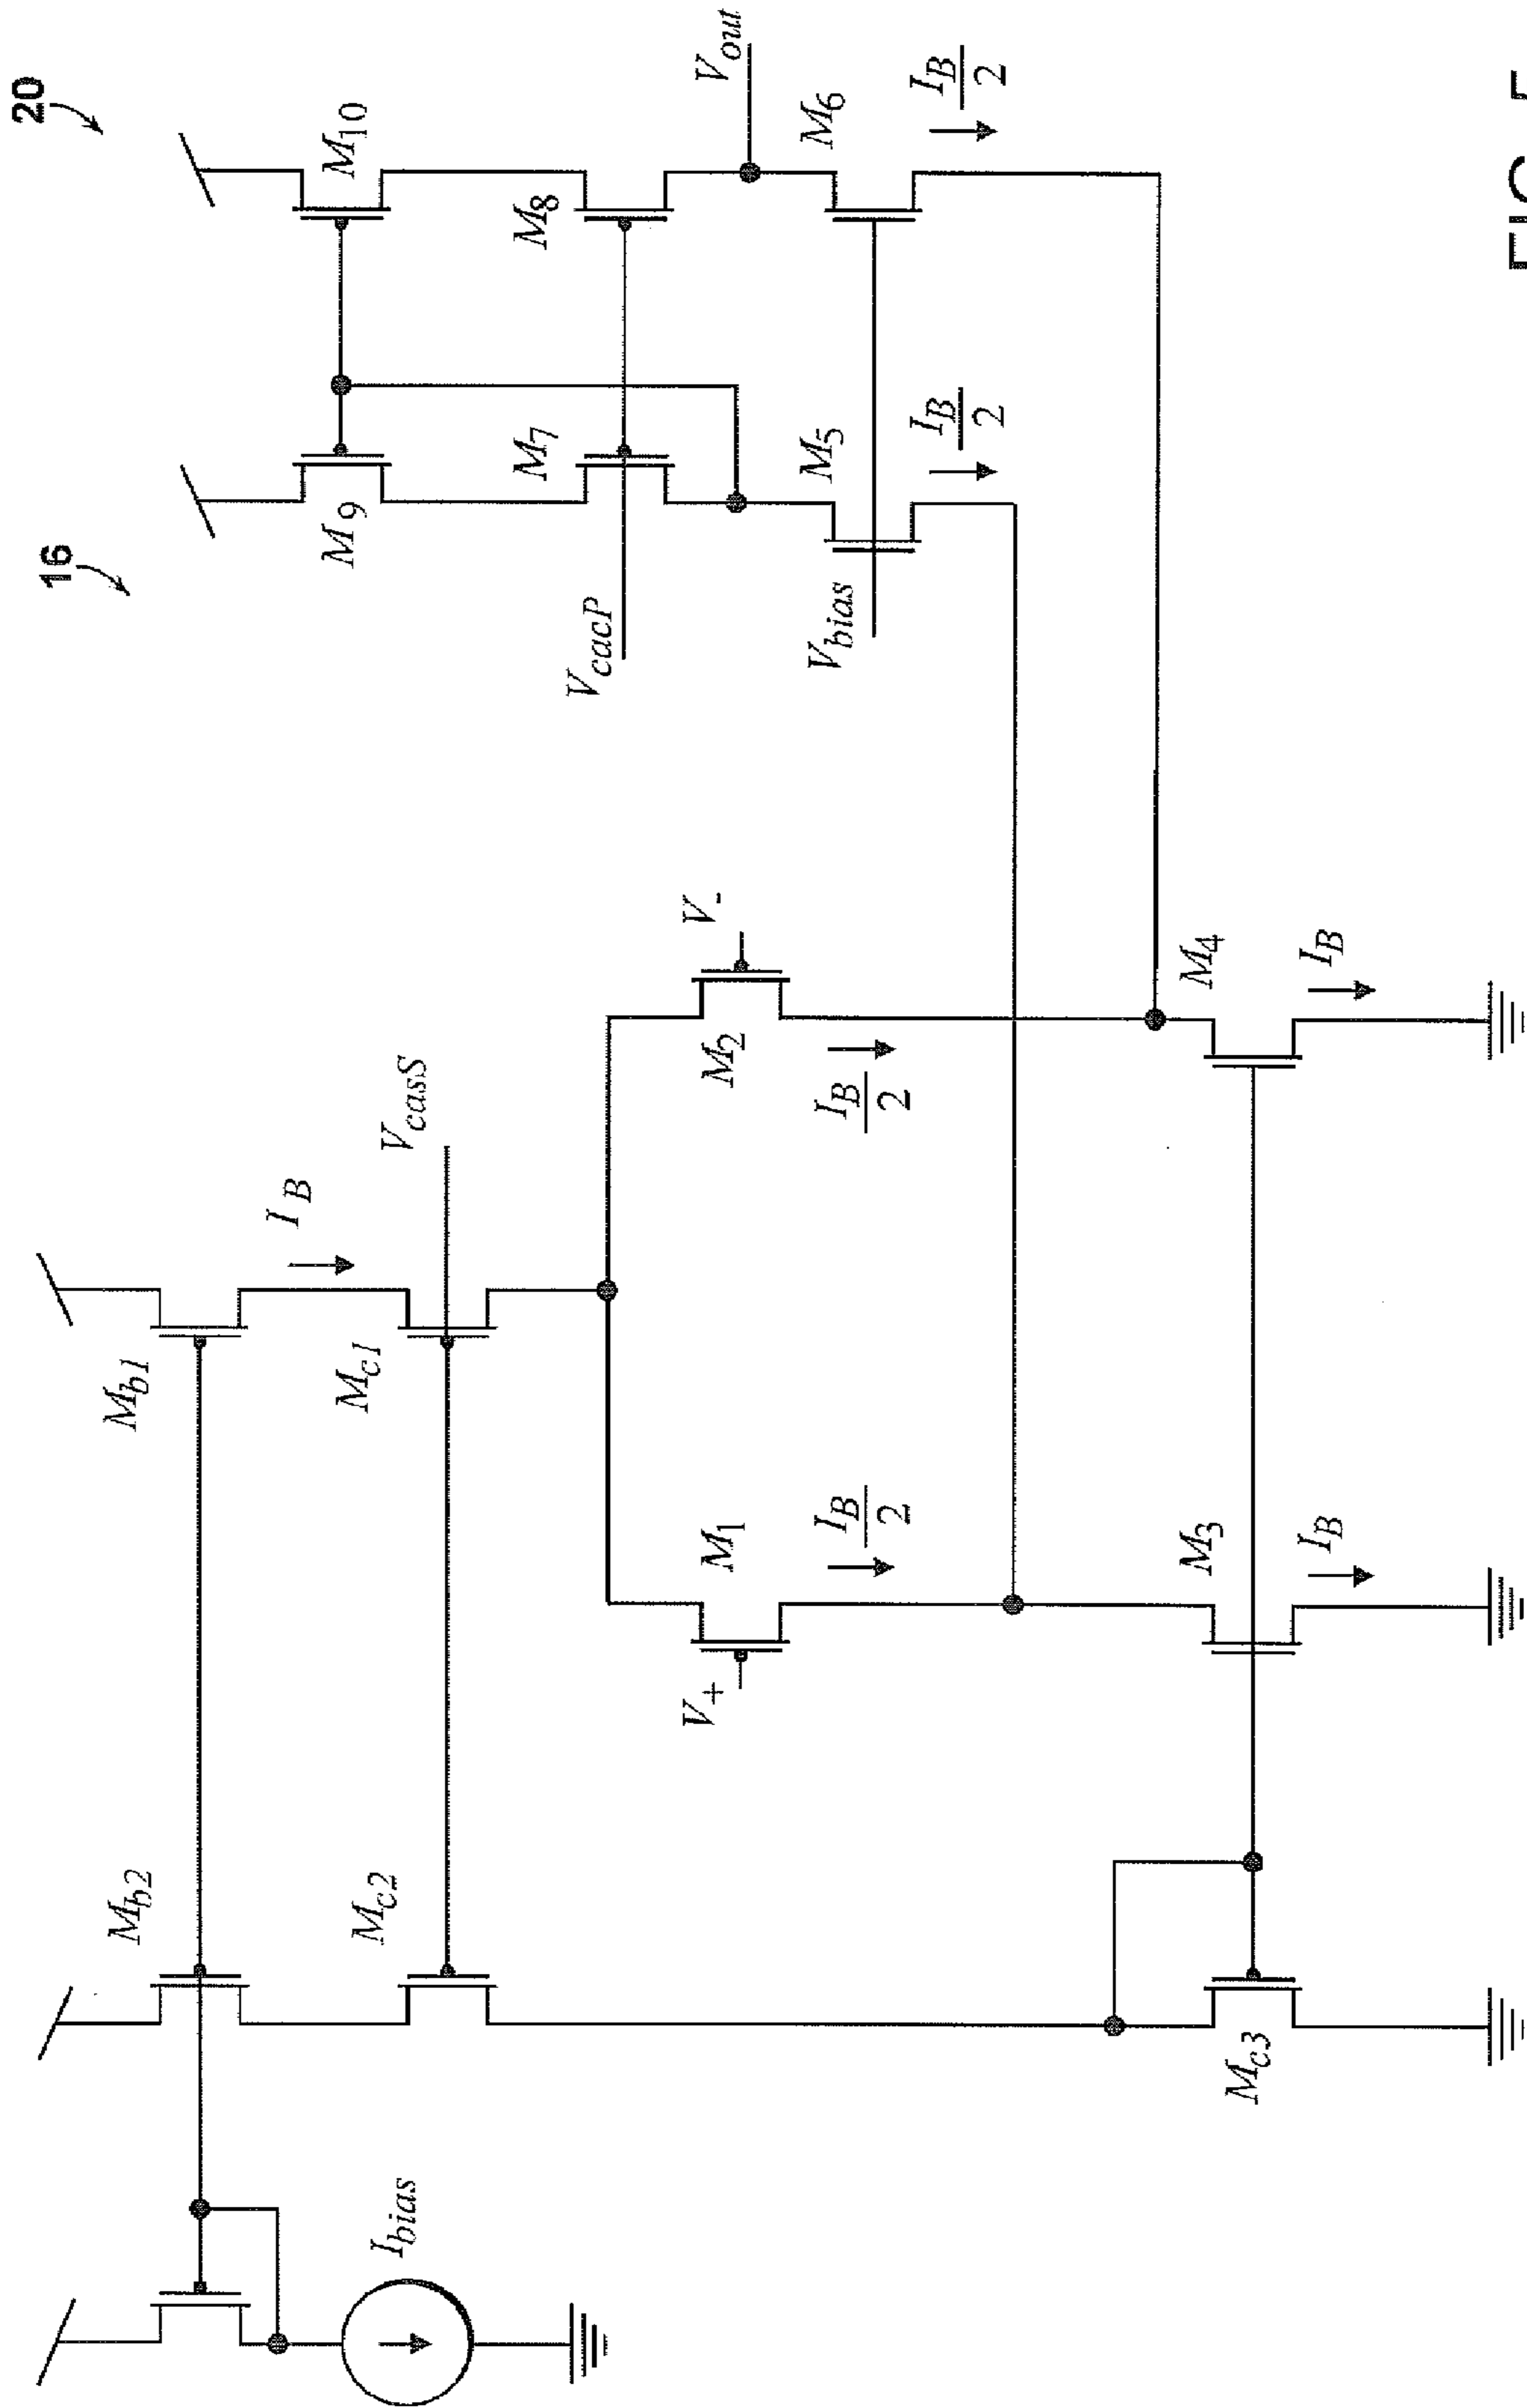 20
16
M10
M9
M8
M7
VcacP
Vout
M6
M5
Vbias
IB/2
IB/2
Mb2
Mb1
IB
Mc2
Mc1
VcasS
Ibias
V+
M1
M2
V-
IB/2
IB/2
Mc3
M3
M4
IB
IB